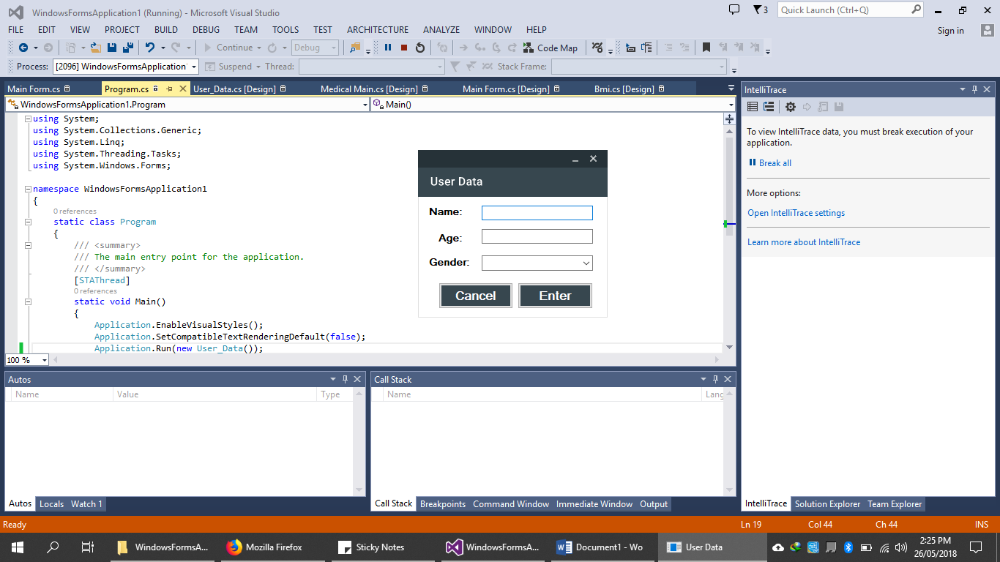 WindowsFormsApplication1 (Running) - Microsoft Visual Studio
3
Quick Launch (Ctrl+Q)
FILE EDIT VIEW PROJECT BUILD DEBUG TEAM TOOLS TEST ARCHITECTURE ANALYZE WINDOW HELP
Sign in
Continue Debug Code Map
Process: [2096] WindowsFormsApplication1 Suspend Thread: Stack Frame:
Main Form.cs Program.cs User_Data.cs [Design] Medical Main.cs [Design] Main Form.cs [Design] Bmi.cs [Design]
WindowsFormsApplication1.Program Main()
using System;
using System.Collections.Generic;
using System.Linq;
using System.Threading.Tasks;
using System.Windows.Forms;
namespace WindowsFormsApplication1
{
0 references
static class Program
{
/// <summary>
/// The main entry point for the application.
/// </summary>
[STAThread]
0 references
static void Main()
{
Application.EnableVisualStyles();
Application.SetCompatibleTextRenderingDefault(false);
Application.Run(new User_Data());
100 %
User Data
Name:
Age:
Gender:
Cancel Enter
IntelliTrace
To view IntelliTrace data, you must break execution of your
application.
Break all
More options:
Open IntelliTrace settings
Learn more about IntelliTrace
Autos
Name Value Type
Autos Locals Watch 1
Call Stack
Name Lang
Call Stack Breakpoints Command Window Immediate Window Output
IntelliTrace Solution Explorer Team Explorer
Ready Ln 19 Col 44 Ch 44 INS
WindowsFormsA... Mozilla Firefox Sticky Notes WindowsFormsA... Document1 - Wo User Data
2:25 PM
26/05/2018